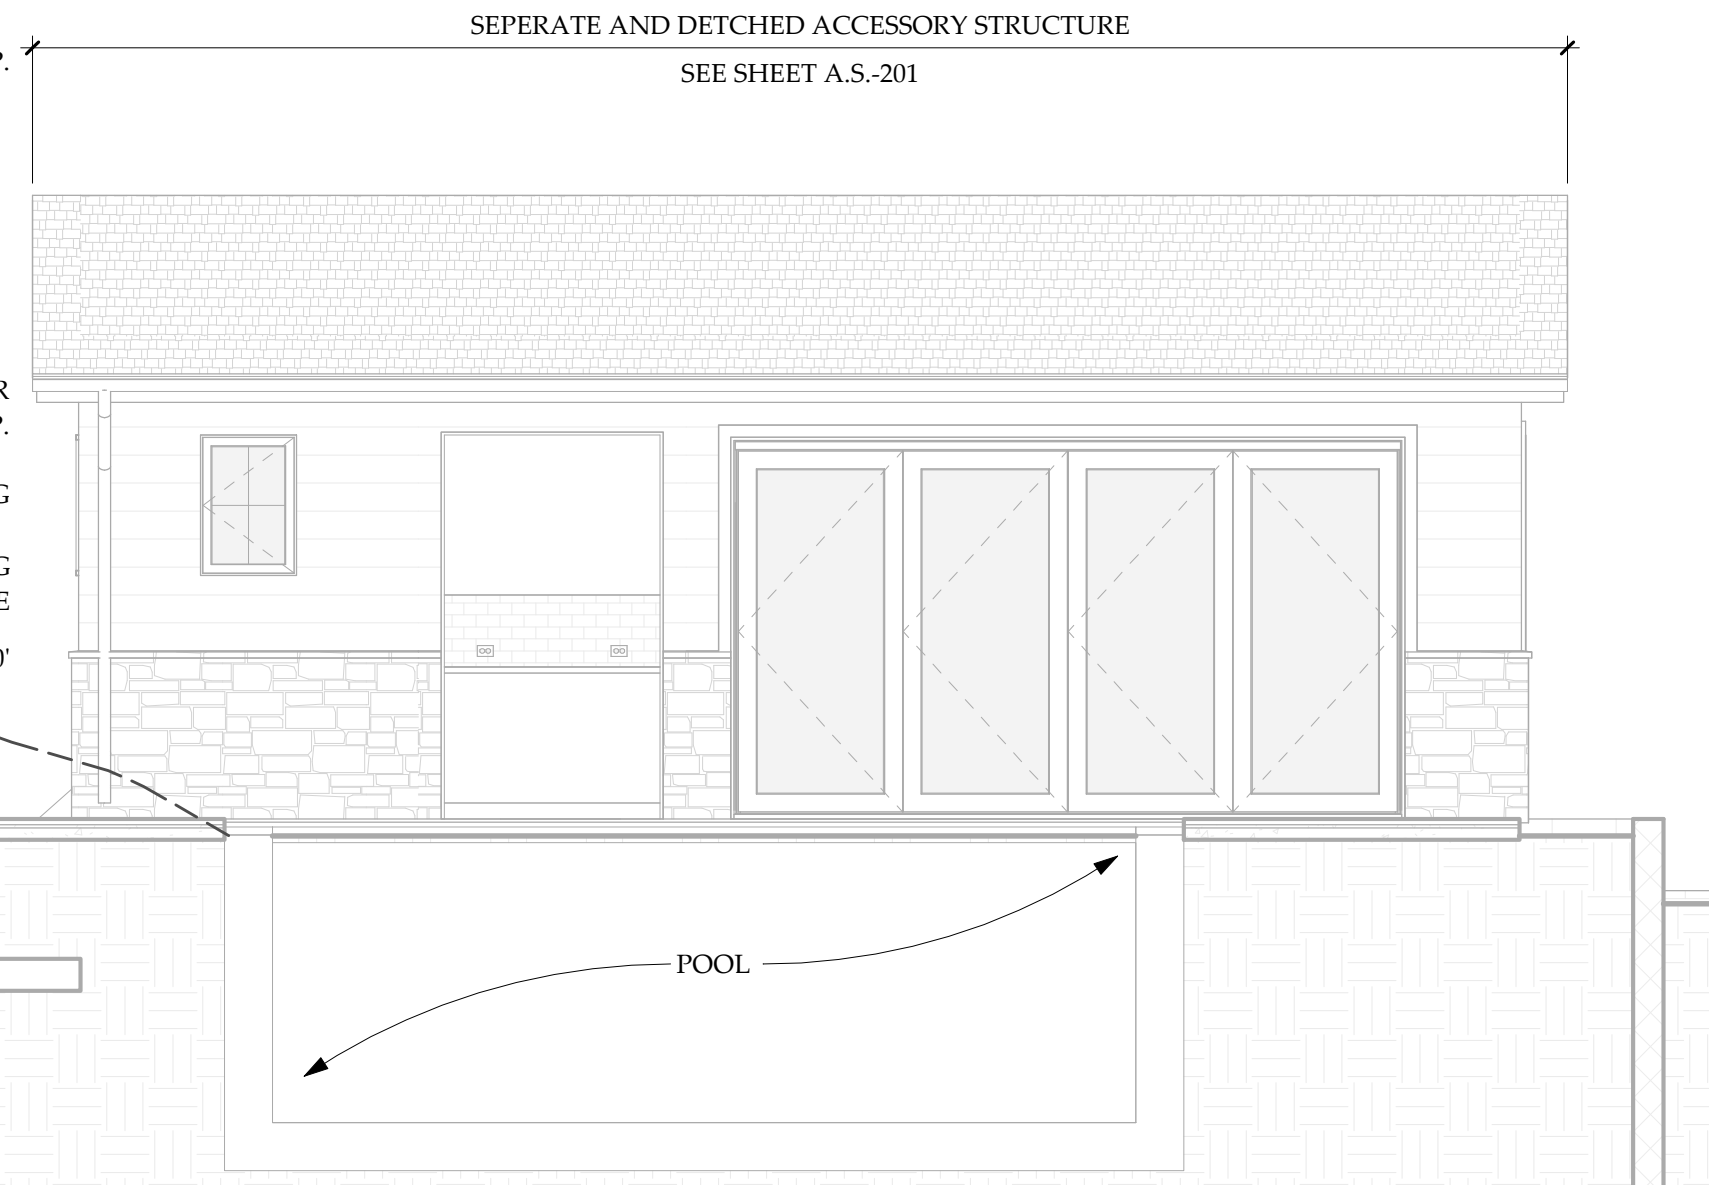 SEPERATE AND DETCHED ACCESSORY STRUCTURE
SEE SHEET A.S.-201
POOL